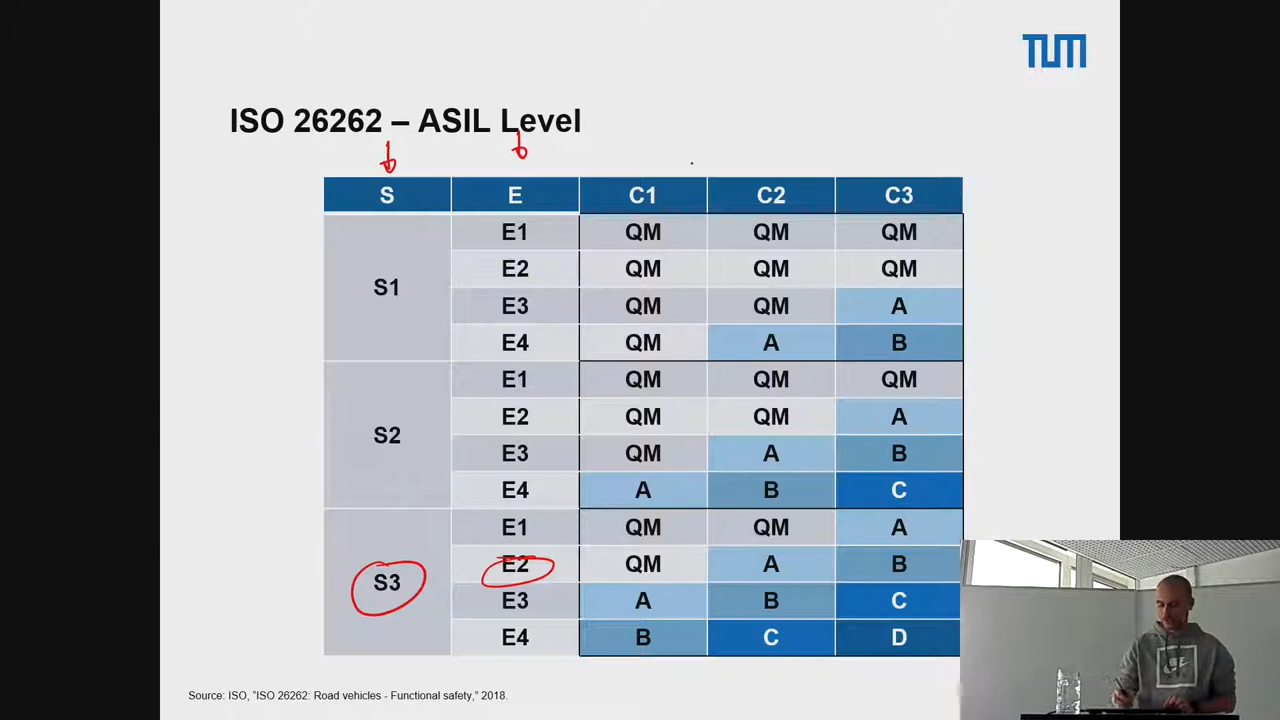 TUM
ISO 26262 – ASIL Level
S E C1 C2 C3
S1
E1 QM QM QM
E2 QM QM QM
E3 QM QM A
E4 QM A B
S2
E1 QM QM QM
E2 QM QM A
E3 QM A B
E4 A B C
S3
E1 QM QM A
E2 QM A B
E3 A B C
E4 B C D
Source: ISO, "ISO 26262: Road vehicles - Functional safety," 2018.